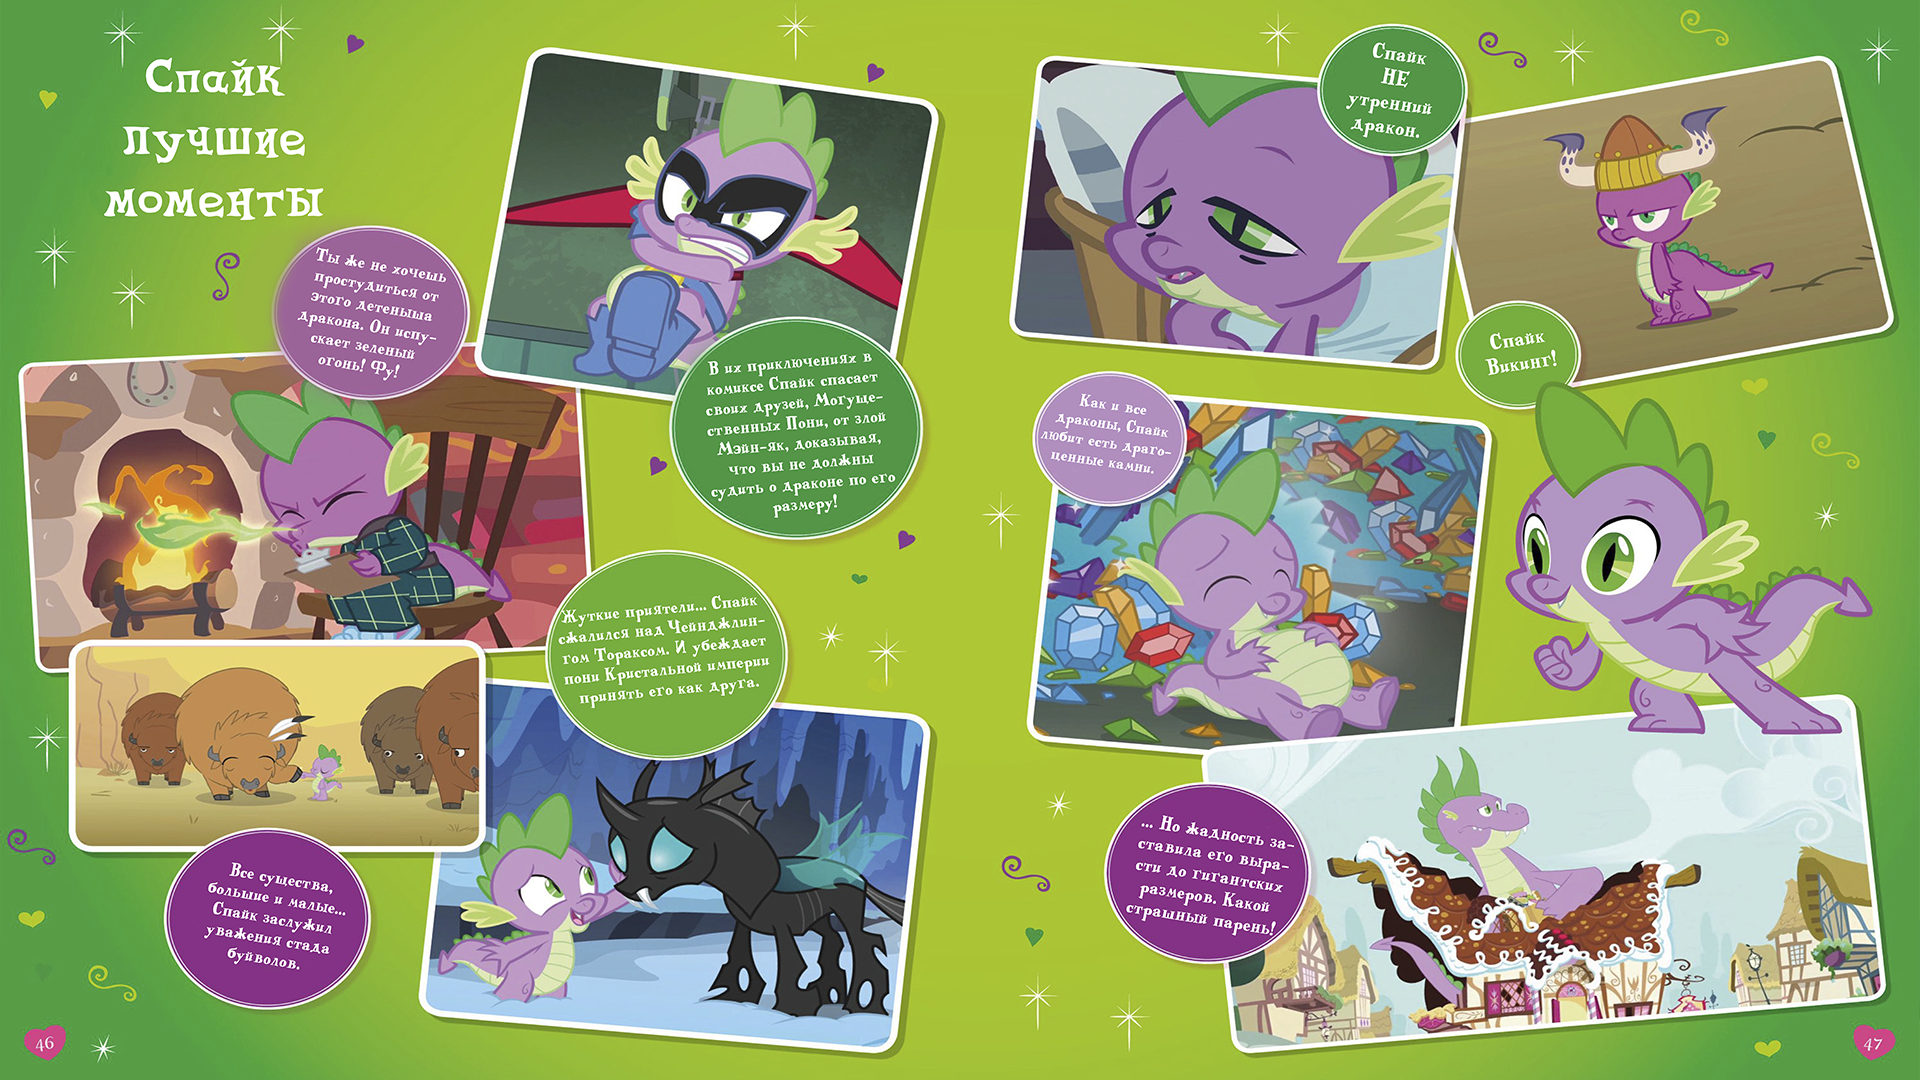 Спайк
лучшие
моменты
Ты же не хочешь
простудиться от
этого детеныша
дракона. Он испу-
скает зеленый
огонь! Фу!
В их приключениях в
комиксе Спайк спасает
своих друзей, Могуще-
ственных Пони, от злой
Мэйн-як, доказывая,
что вы не должны
судить о драконе по его
размеру!
Жуткие приятели... Спайк
сжалился над Чейнджлин-
гом Тораксом. И убеждает
пони Кристальной империи
принять его как друга.
Все существа,
большие и малые...
Спайк заслужил
уважения стада
буйволов.
46
Спайк
НЕ
утренний
дракон.
Спайк
Викинг!
Как и все
драконы, Спайк
любит есть драго-
ценные камни.
... Но жадность за-
ставила его выра-
сти до гигантских
размеров. Какой
страшный парень!
47